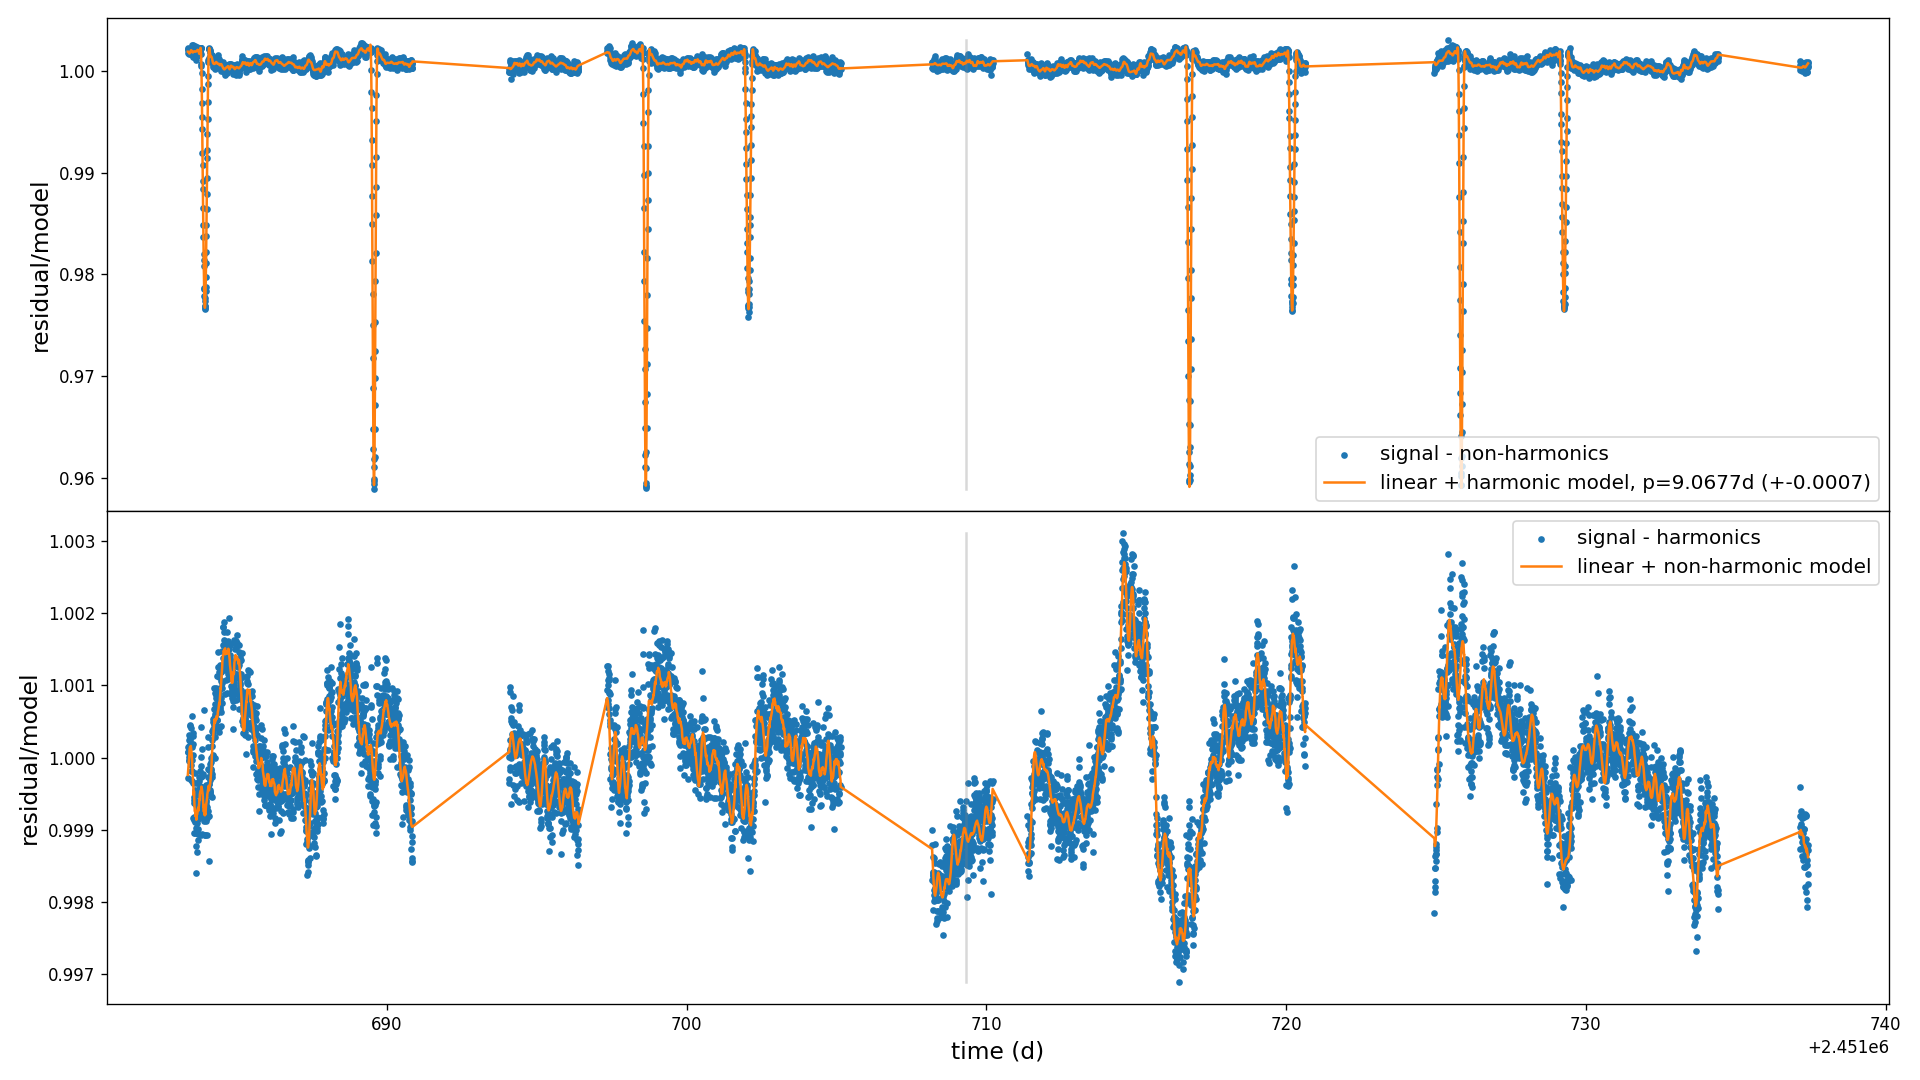 1.00
0.99
0.98
0.97
0.96
residual/model
signal - non-harmonics
linear + harmonic model, p=9.0677d (+-0.0007)
1.003
1.002
1.001
1.000
0.999
0.998
0.997
residual/model
signal - harmonics
linear + non-harmonic model
690 700 710 720 730 740
time (d)
+2.451e6